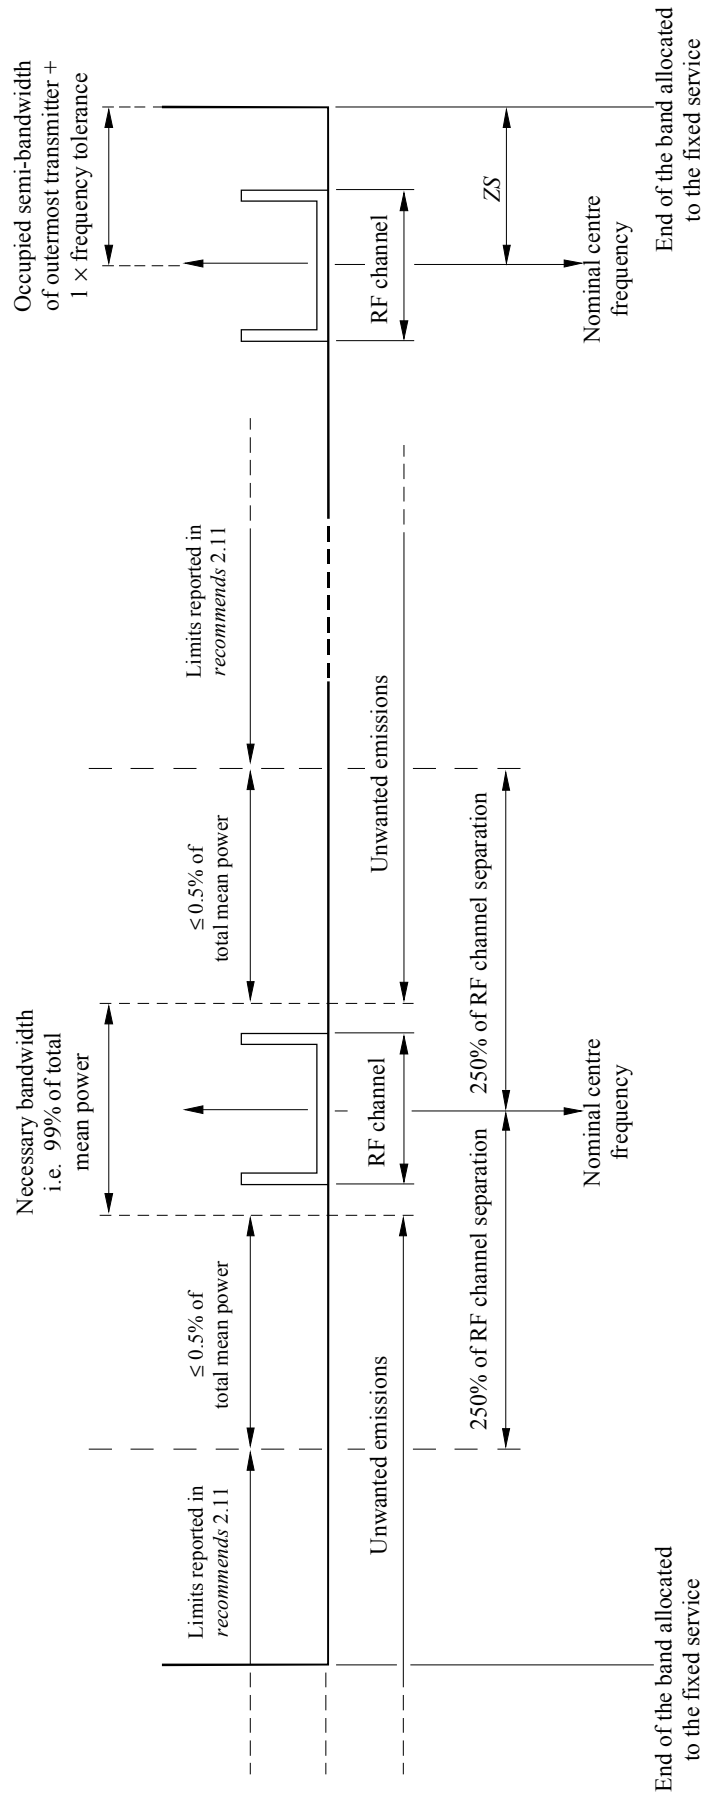 Necessary bandwidth
i.e. 99% of total
mean power
Occupied semi-bandwidth
of outermost transmitter +
1 × frequency tolerance
Limits reported in
recommends 2.11
≤ 0.5% of
total mean power
≤ 0.5% of
total mean power
Limits reported in
recommends 2.11
Unwanted emissions
RF channel
Unwanted emissions
RF channel
250% of RF channel separation
250% of RF channel separation
ZS
Nominal centre
frequency
Nominal centre
frequency
End of the band allocated
to the fixed service
End of the band allocated
to the fixed service